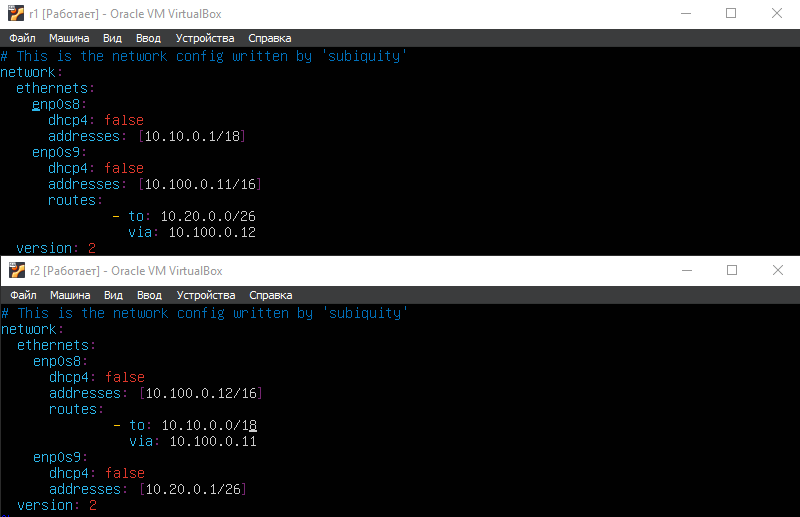 r1 [Работает] - Oracle VM VirtualBox
Файл Машина Вид Ввод Устройства Справка
# This is the network config written by 'subiquity'
network:
  ethernets:
    enp0s8:
      dhcp4: false
      addresses: [10.10.0.1/18]
    enp0s9:
      dhcp4: false
      addresses: [10.100.0.11/16]
      routes:
              - to: 10.20.0.0/26
                via: 10.100.0.12
  version: 2
r2 [Работает] - Oracle VM VirtualBox
Файл Машина Вид Ввод Устройства Справка
# This is the network config written by 'subiquity'
network:
  ethernets:
    enp0s8:
      dhcp4: false
      addresses: [10.100.0.12/16]
      routes:
              - to: 10.10.0.0/18
                via: 10.100.0.11
    enp0s9:
      dhcp4: false
      addresses: [10.20.0.1/26]
  version: 2